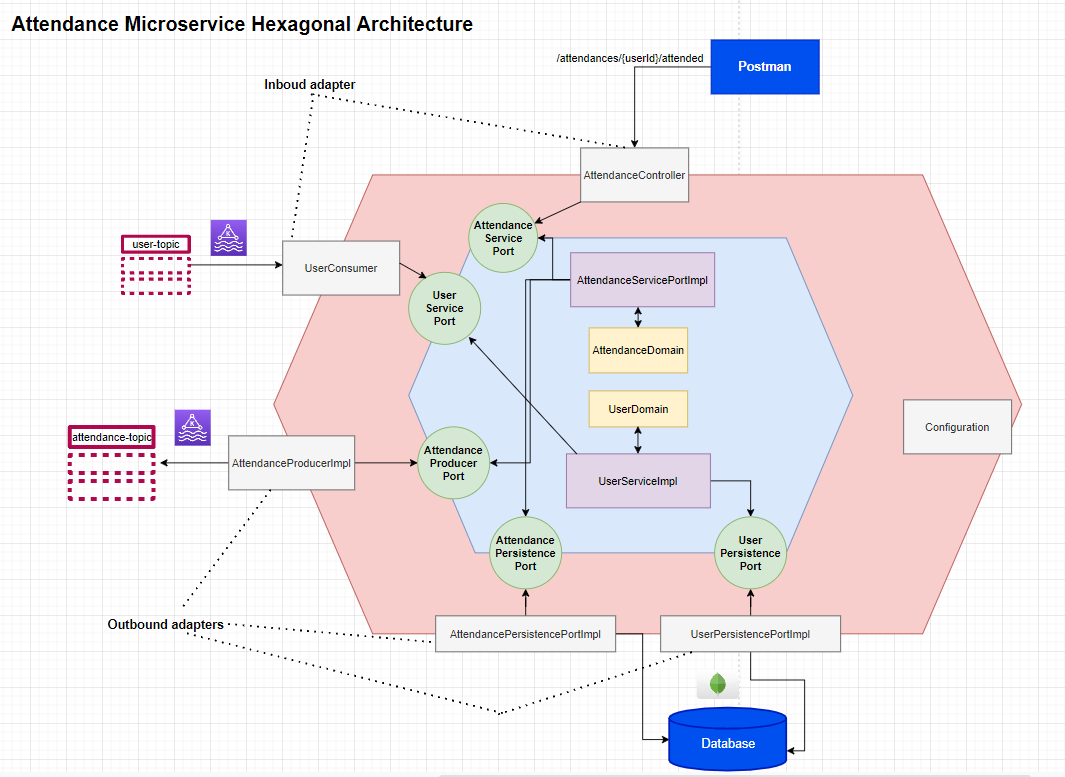 Attendance Microservice Hexagonal Architecture
/attendances/{userId}/attended
Postman
Inboud adapter
AttendanceController
Attendance
Service
Port
user-topic
K
UserConsumer
AttendanceServicePortImpl
User
Service
Port
AttendanceDomain
UserDomain
Configuration
attendance-topic
K
AttendanceProducerImpl
Attendance
Producer
Port
UserServiceImpl
Attendance
Persistence
Port
User
Persistence
Port
Outbound adapters
AttendancePersistencePortImpl
UserPersistencePortImpl
Database